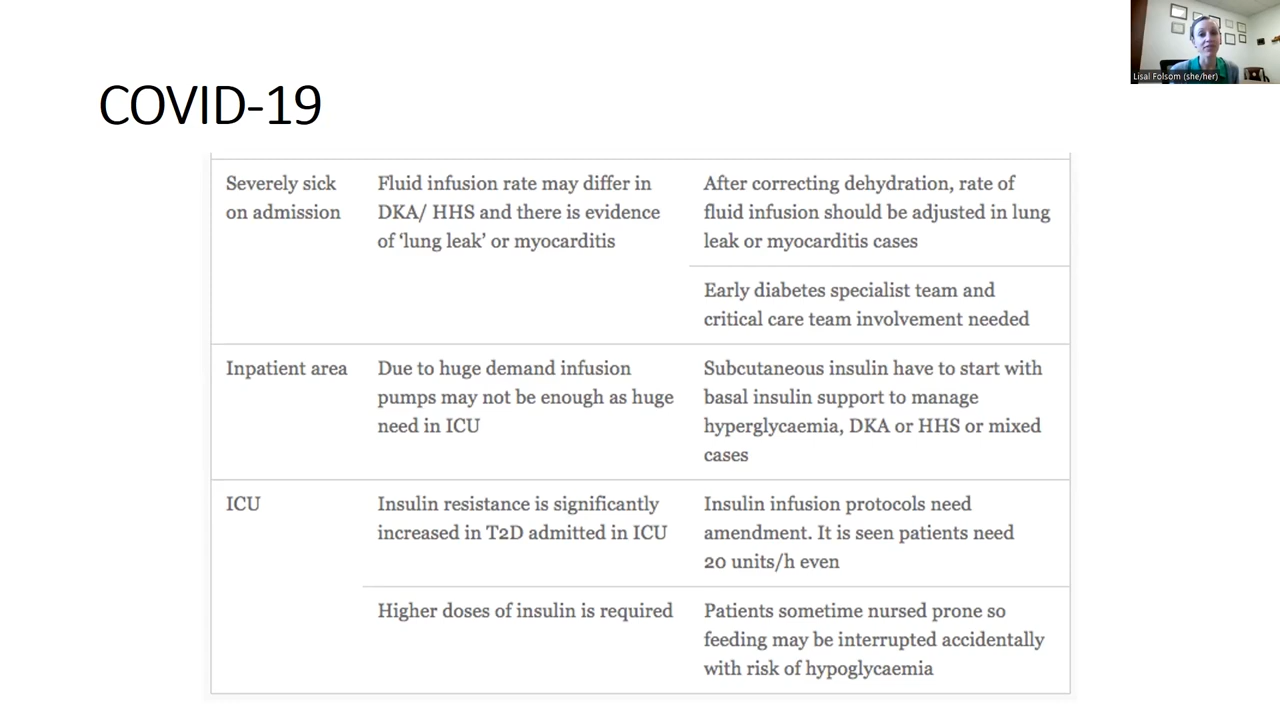 Lisal Folsom (she/her)
COVID-19
Severely sick
on admission
Fluid infusion rate may differ in
DKA/ HHS and there is evidence
of ‘lung leak’ or myocarditis
After correcting dehydration, rate of
fluid infusion should be adjusted in lung
leak or myocarditis cases
Early diabetes specialist team and
critical care team involvement needed
Inpatient area
Due to huge demand infusion
pumps may not be enough as huge
need in ICU
Subcutaneous insulin have to start with
basal insulin support to manage
hyperglycaemia, DKA or HHS or mixed
cases
ICU
Insulin resistance is significantly
increased in T2D admitted in ICU
Insulin infusion protocols need
amendment. It is seen patients need
20 units/h even
Higher doses of insulin is required
Patients sometime nursed prone so
feeding may be interrupted accidentally
with risk of hypoglycaemia